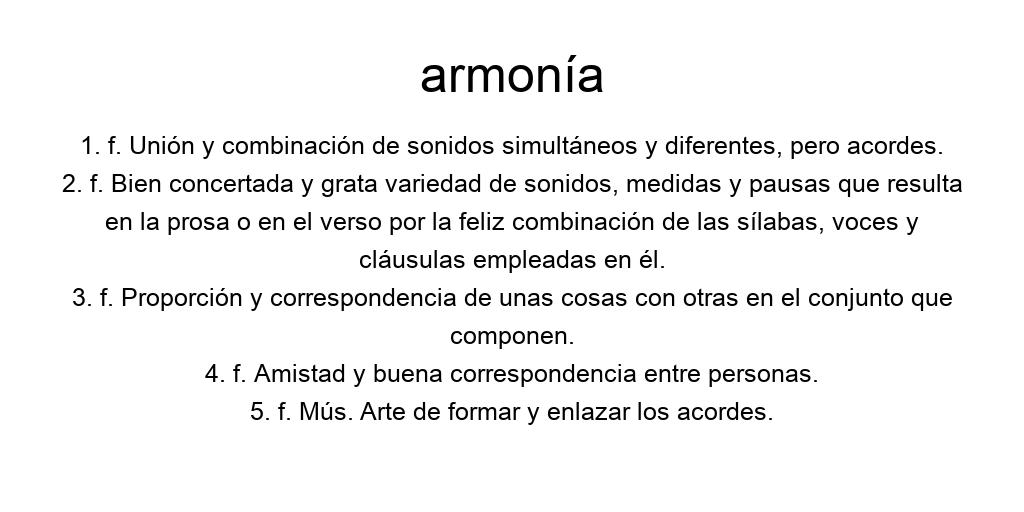 armonía
1. f. Unión y combinación de sonidos simultáneos y diferentes, pero acordes.
2. f. Bien concertada y grata variedad de sonidos, medidas y pausas que resulta
en la prosa o en el verso por la feliz combinación de las sílabas, voces y
cláusulas empleadas en él.
3. f. Proporción y correspondencia de unas cosas con otras en el conjunto que
componen.
4. f. Amistad y buena correspondencia entre personas.
5. f. Mús. Arte de formar y enlazar los acordes.